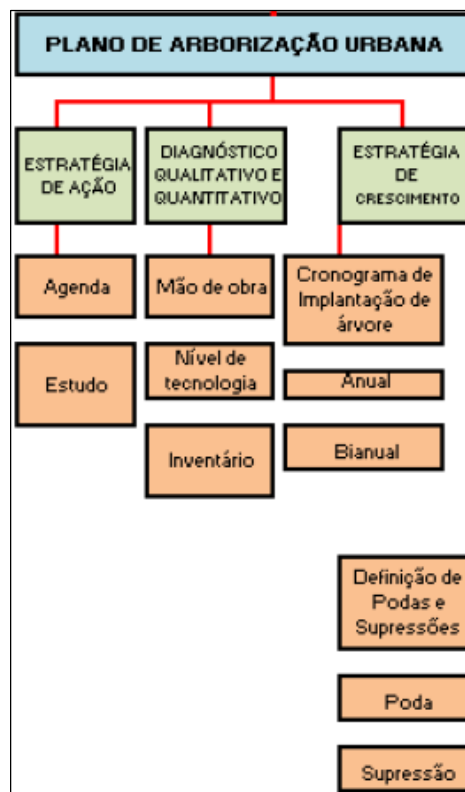 PLANO DE ARBORIZAÇÃO URBANA
ESTRATÉGIA
DE AÇÃO
DIAGNÓSTICO
QUALITATIVO E
QUANTITATIVO
ESTRATÉGIA
DE
CRESCIMENTO
Agenda
Mão de obra
Cronograma de
Implantação de
árvore
Estudo
Nível de
tecnologia
Anual
Inventário
Bianual
Definição de
Podas e
Supressões
Poda
Supressão